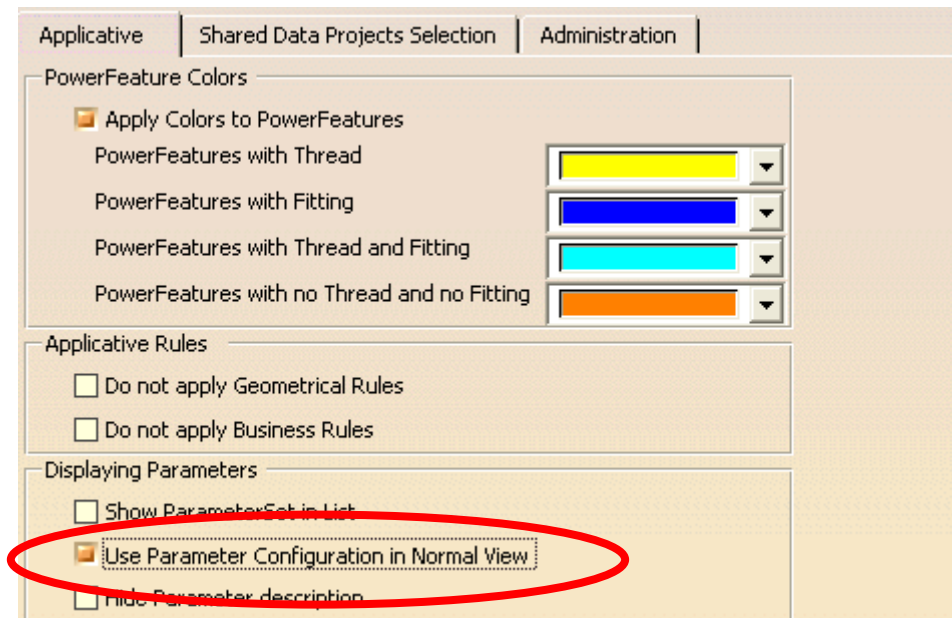 Applicative Shared Data Projects Selection Administration
PowerFeature Colors
Apply Colors to PowerFeatures
PowerFeatures with Thread
PowerFeatures with Fitting
PowerFeatures with Thread and Fitting
PowerFeatures with no Thread and no Fitting
Applicative Rules
Do not apply Geometrical Rules
Do not apply Business Rules
Displaying Parameters
Show ParameterSet in List
Use Parameter Configuration in Normal View
Hide Parameter description